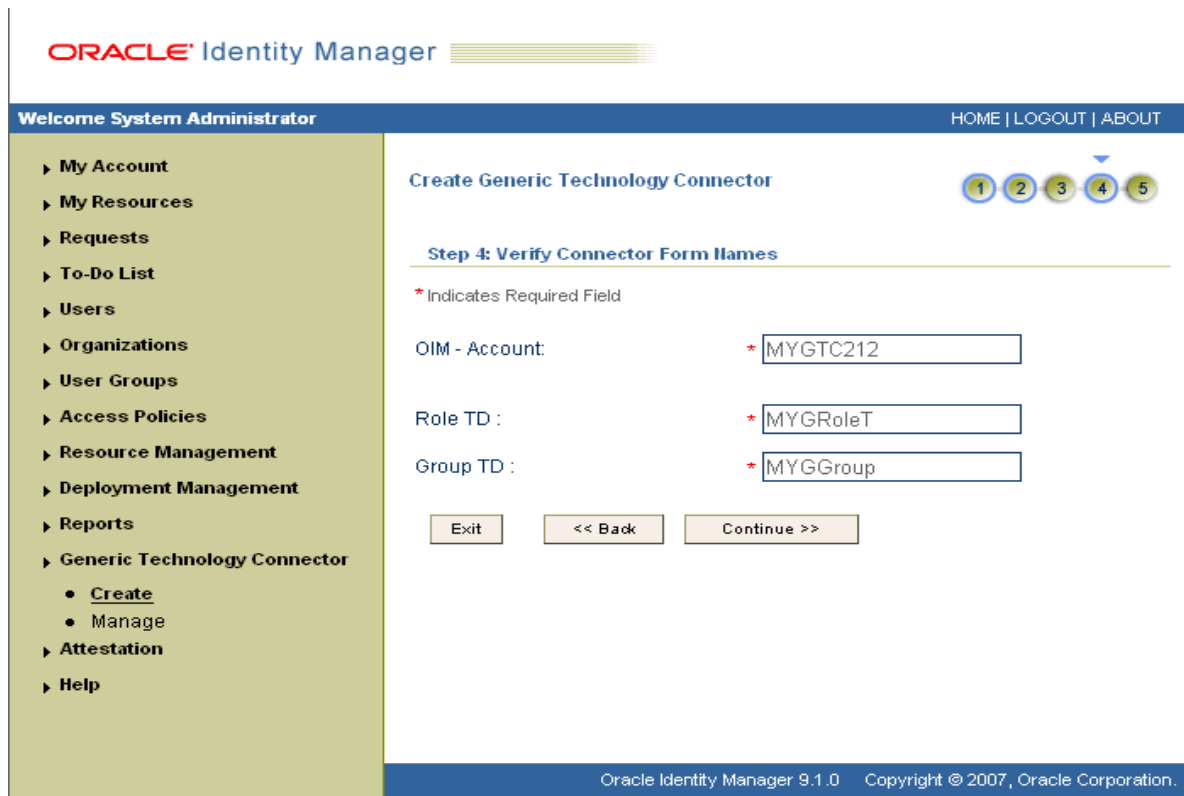 ORACLE Identity Manager
Welcome System Administrator
HOME | LOGOUT | ABOUT
My Account
My Resources
Requests
To-Do List
Users
Organizations
User Groups
Access Policies
Resource Management
Deployment Management
Reports
Generic Technology Connector
Create
Manage
Attestation
Help
Create Generic Technology Connector
1 2 3 4 5
Step 4: Verify Connector Form Names
* Indicates Required Field
OIM - Account: * MYGTC212
Role TD : * MYGRoleT
Group TD : * MYGGroup
Exit << Back Continue >>
Oracle Identity Manager 9.1.0 Copyright © 2007, Oracle Corporation.